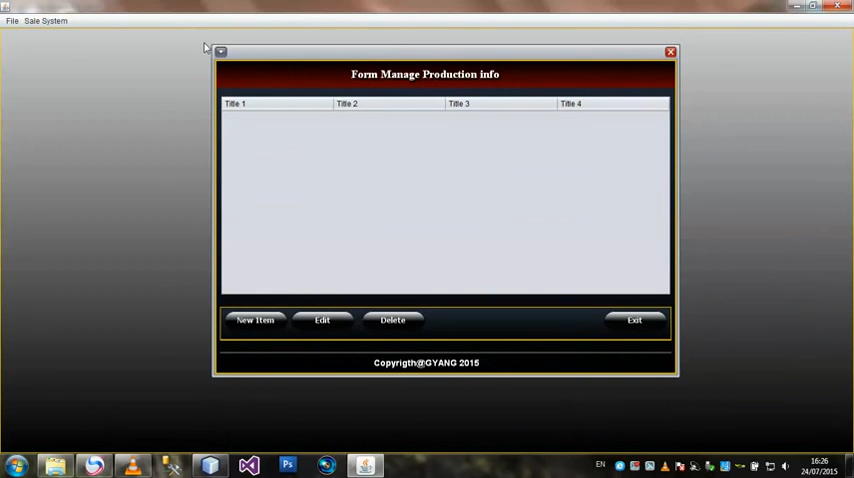 File Sale System
Form Manage Production info
Title 1 Title 2 Title 3 Title 4
New Item Edit Delete Exit
Copyrigth@GYANG 2015
Ps
EN
16:26
24/07/2015